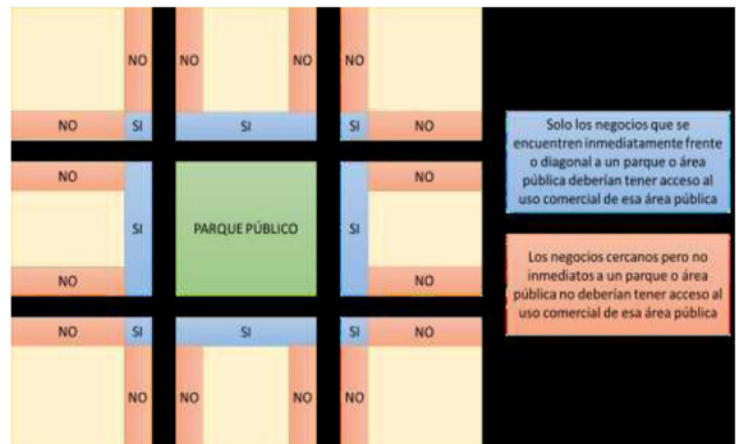 NO NO NO NO
NO SI SI SI NO
Solo los negocios que se
encuentren inmediatamente frente
o diagonal a un parque o área
pública deberían tener acceso al
uso comercial de esa área pública
NO NO
SI PARQUE PÚBLICO SI
NO NO
Los negocios cercanos pero no
inmediatos a un parque o área
pública no deberían tener acceso al
uso comercial de esa área pública
NO SI SI SI NO
NO NO NO NO